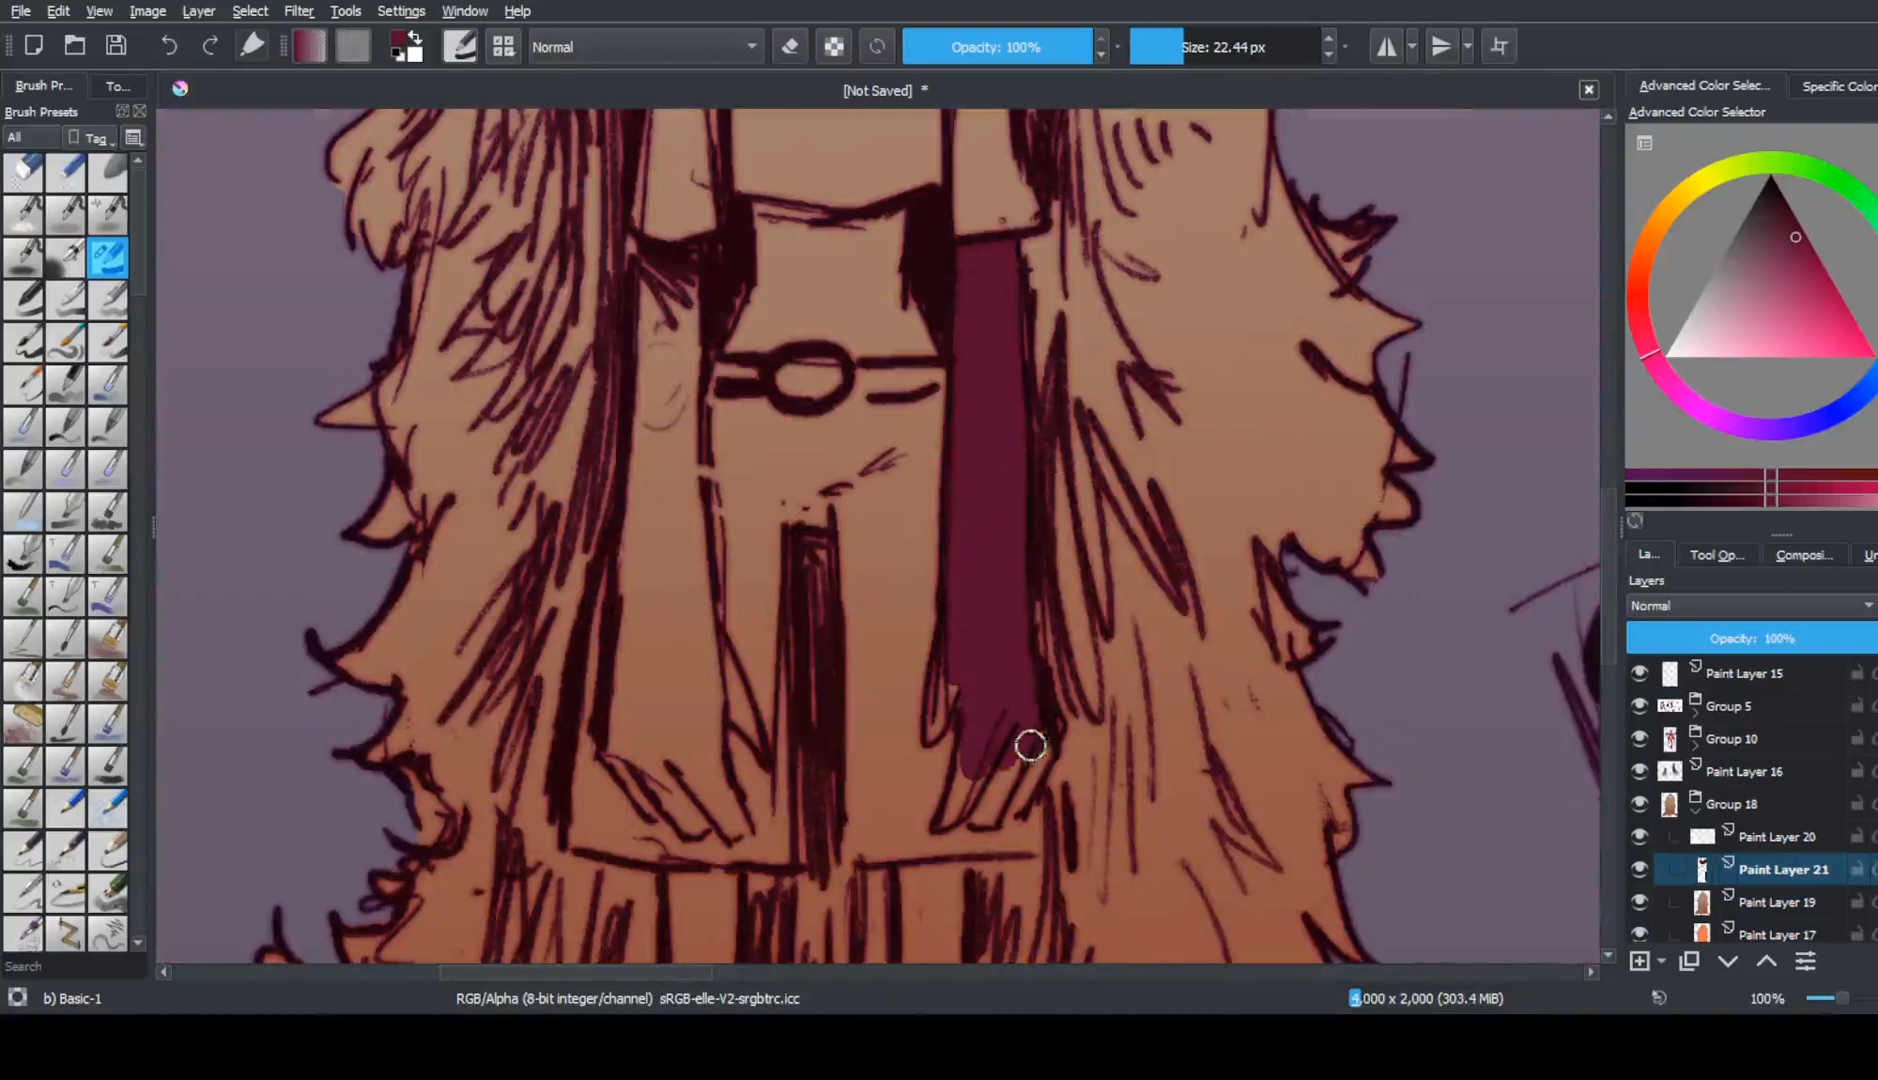 File Edit View Image Layer Select Filter Tools Settings Window Help
Normal
Opacity: 100%
Size: 22.44 px
Brush Pr...
To...
[Not Saved] *
Advanced Color Selec...
Specific Color
Brush Presets
Advanced Color Selector
All
Tag
La...
Tool Op...
Composi...
Un
Layers
Normal
Opacity: 100%
Paint Layer 15
Group 5
Group 10
Paint Layer 16
Group 18
Paint Layer 20
Paint Layer 21
Paint Layer 19
Paint Layer 17
Search
b) Basic-1
RGB/Alpha (8-bit integer/channel) sRGB-elle-V2-srgbtrc.icc
4,000 x 2,000 (303.4 MiB)
100%